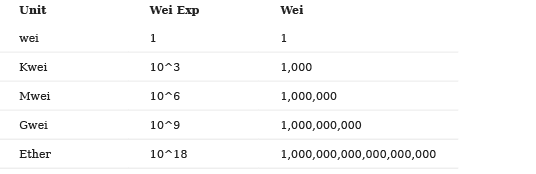 Unit Wei Exp Wei
wei 1 1
Kwei 10^3 1,000
Mwei 10^6 1,000,000
Gwei 10^9 1,000,000,000
Ether 10^18 1,000,000,000,000,000,000